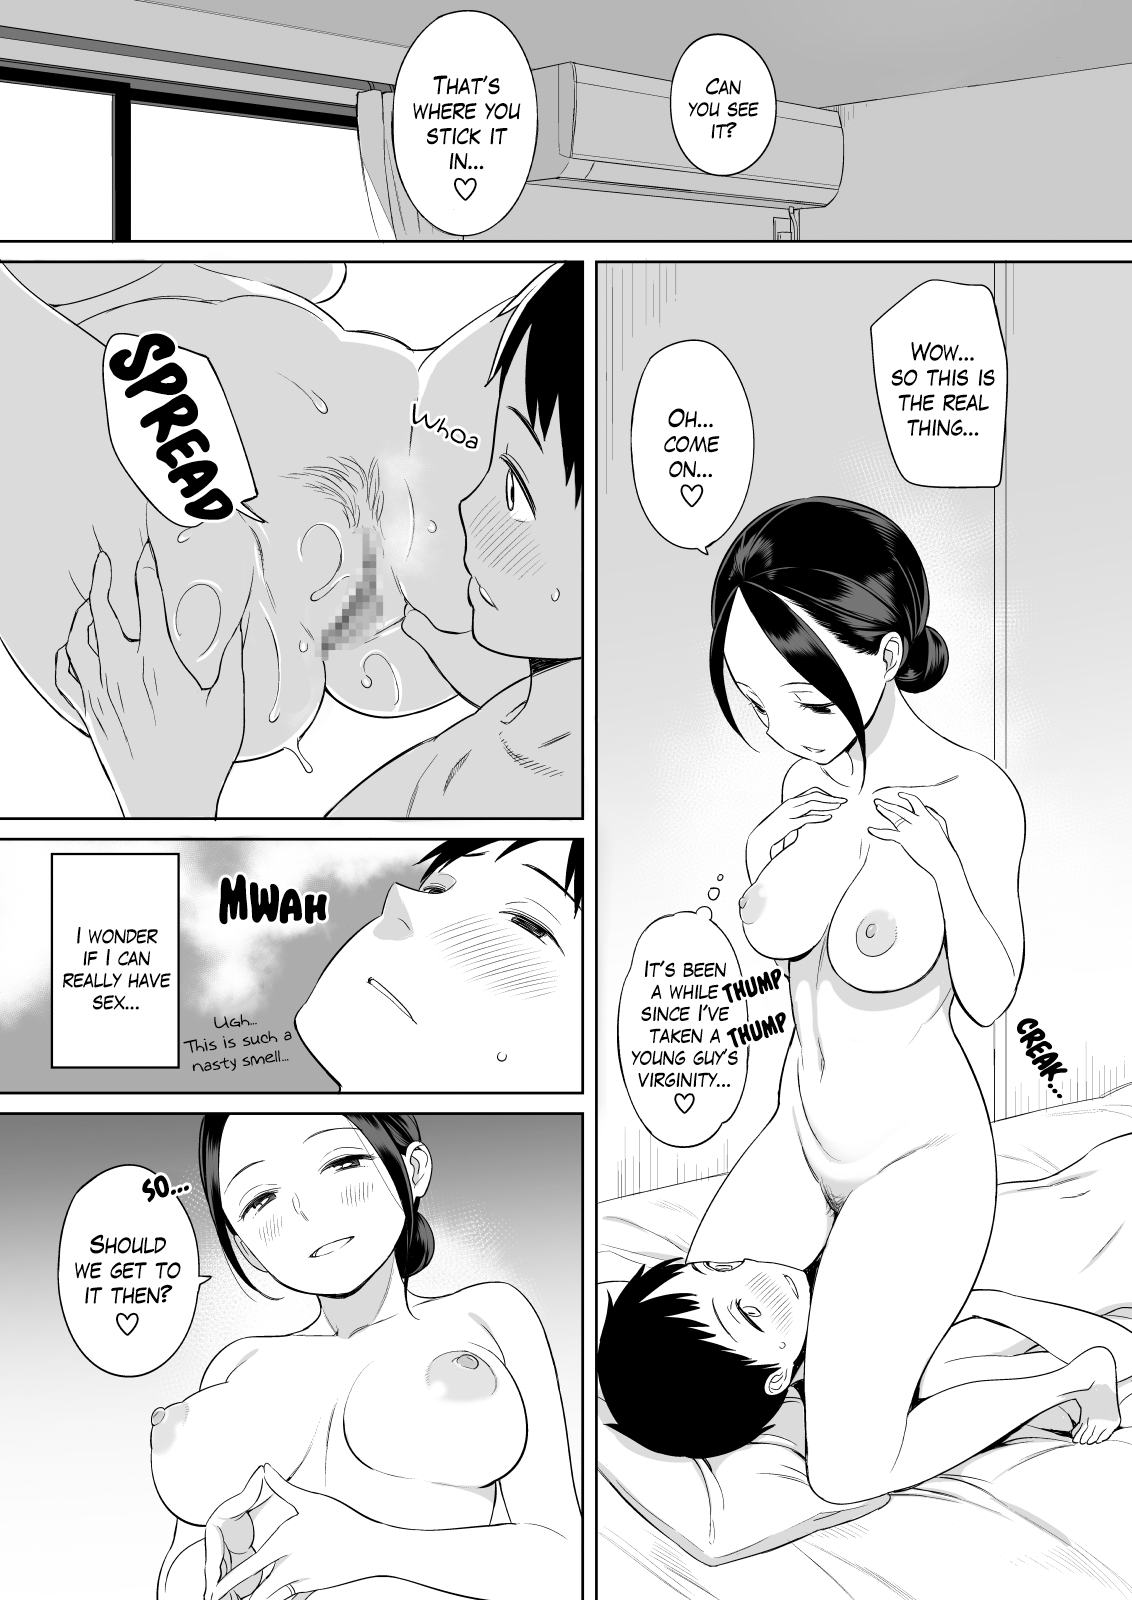 CAN
YOU SEE
IT?
THAT'S
WHERE YOU
STICK IT
IN...
♡
WOW...
SO THIS IS
THE REAL
THING...
OH...
COME
ON...
♡
IT'S BEEN
A WHILE
SINCE I'VE
TAKEN A
YOUNG GUY'S
VIRGINITY...
♡
THUMP
THUMP
CREAK...
SPREAD
WHOA
MWAH
I WONDER
IF I CAN
REALLY HAVE
SEX...
UGH...
THIS IS SUCH A
NASTY SMELL...
SO...
SHOULD
WE GET TO
IT THEN?
♡